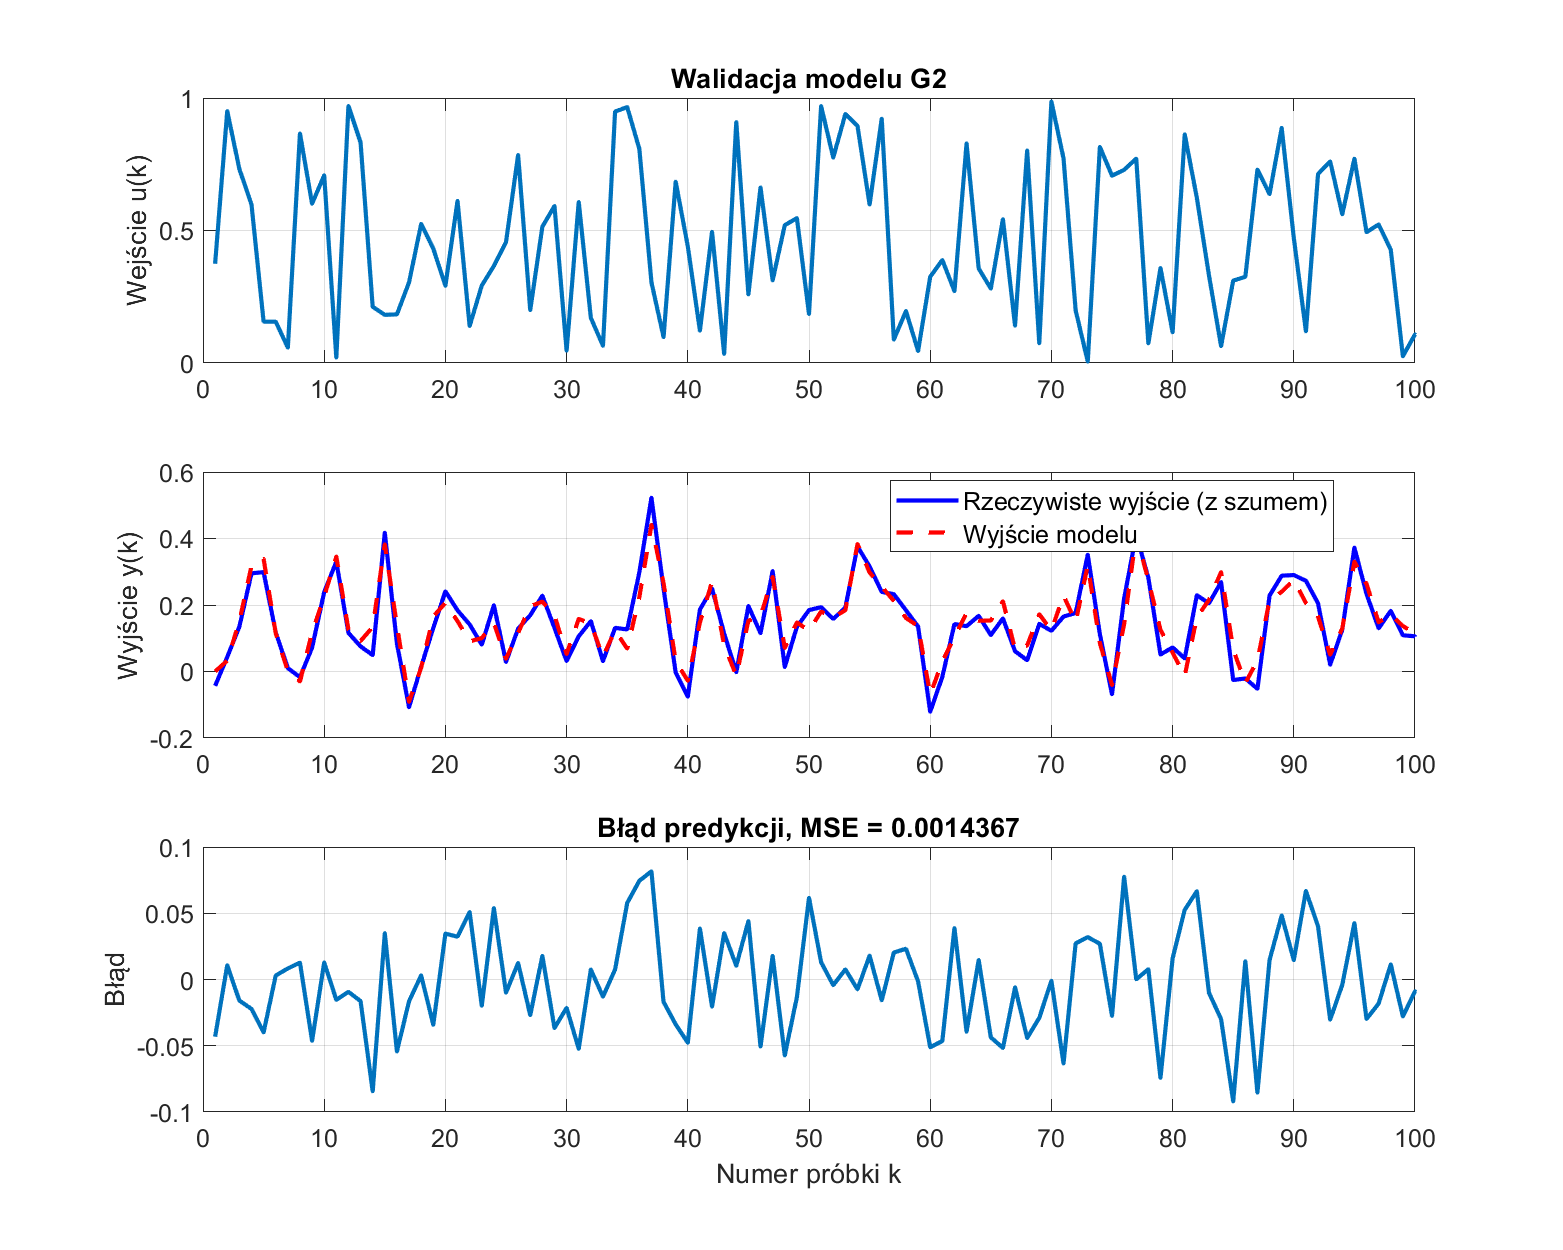 Walidacja modelu G2
Wejście u(k)
1
0.5
0
0 10 20 30 40 50 60 70 80 90 100
Wyjście y(k)
0.6
0.4
0.2
0
-0.2
Rzeczywiste wyjście (z szumem)
Wyjście modelu
0 10 20 30 40 50 60 70 80 90 100
Błąd predykcji, MSE = 0.0014367
Błąd
0.1
0.05
0
-0.05
-0.1
0 10 20 30 40 50 60 70 80 90 100
Numer próbki k